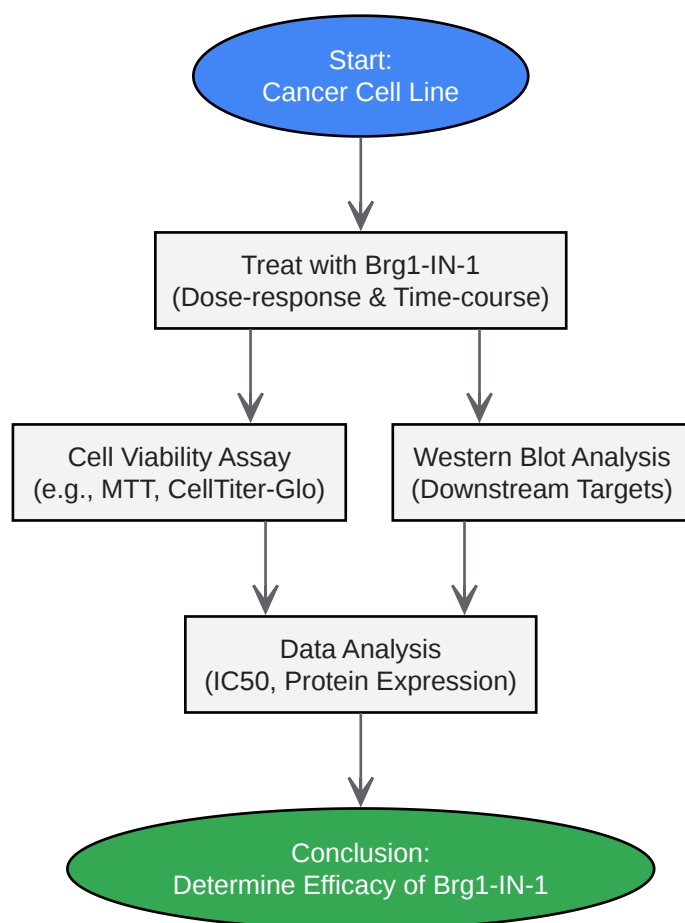 Start:
Cancer Cell Line
Treat with Brg1-IN-1
(Dose-response & Time-course)
Cell Viability Assay
(e.g., MTT, CellTiter-Glo)
Western Blot Analysis
(Downstream Targets)
Data Analysis
(IC50, Protein Expression)
Conclusion:
Determine Efficacy of Brg1-IN-1